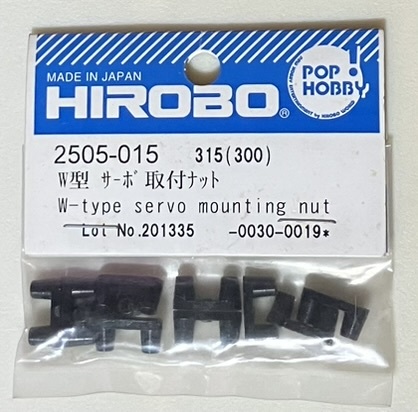 POP
HOBBY
MADE IN JAPAN
HIROBO®
2505-015 315(300)
W型 ｻｰﾎﾞ 取付ﾅｯﾄ
W-type servo mounting nut
Lot No.201335 -0030-0019*